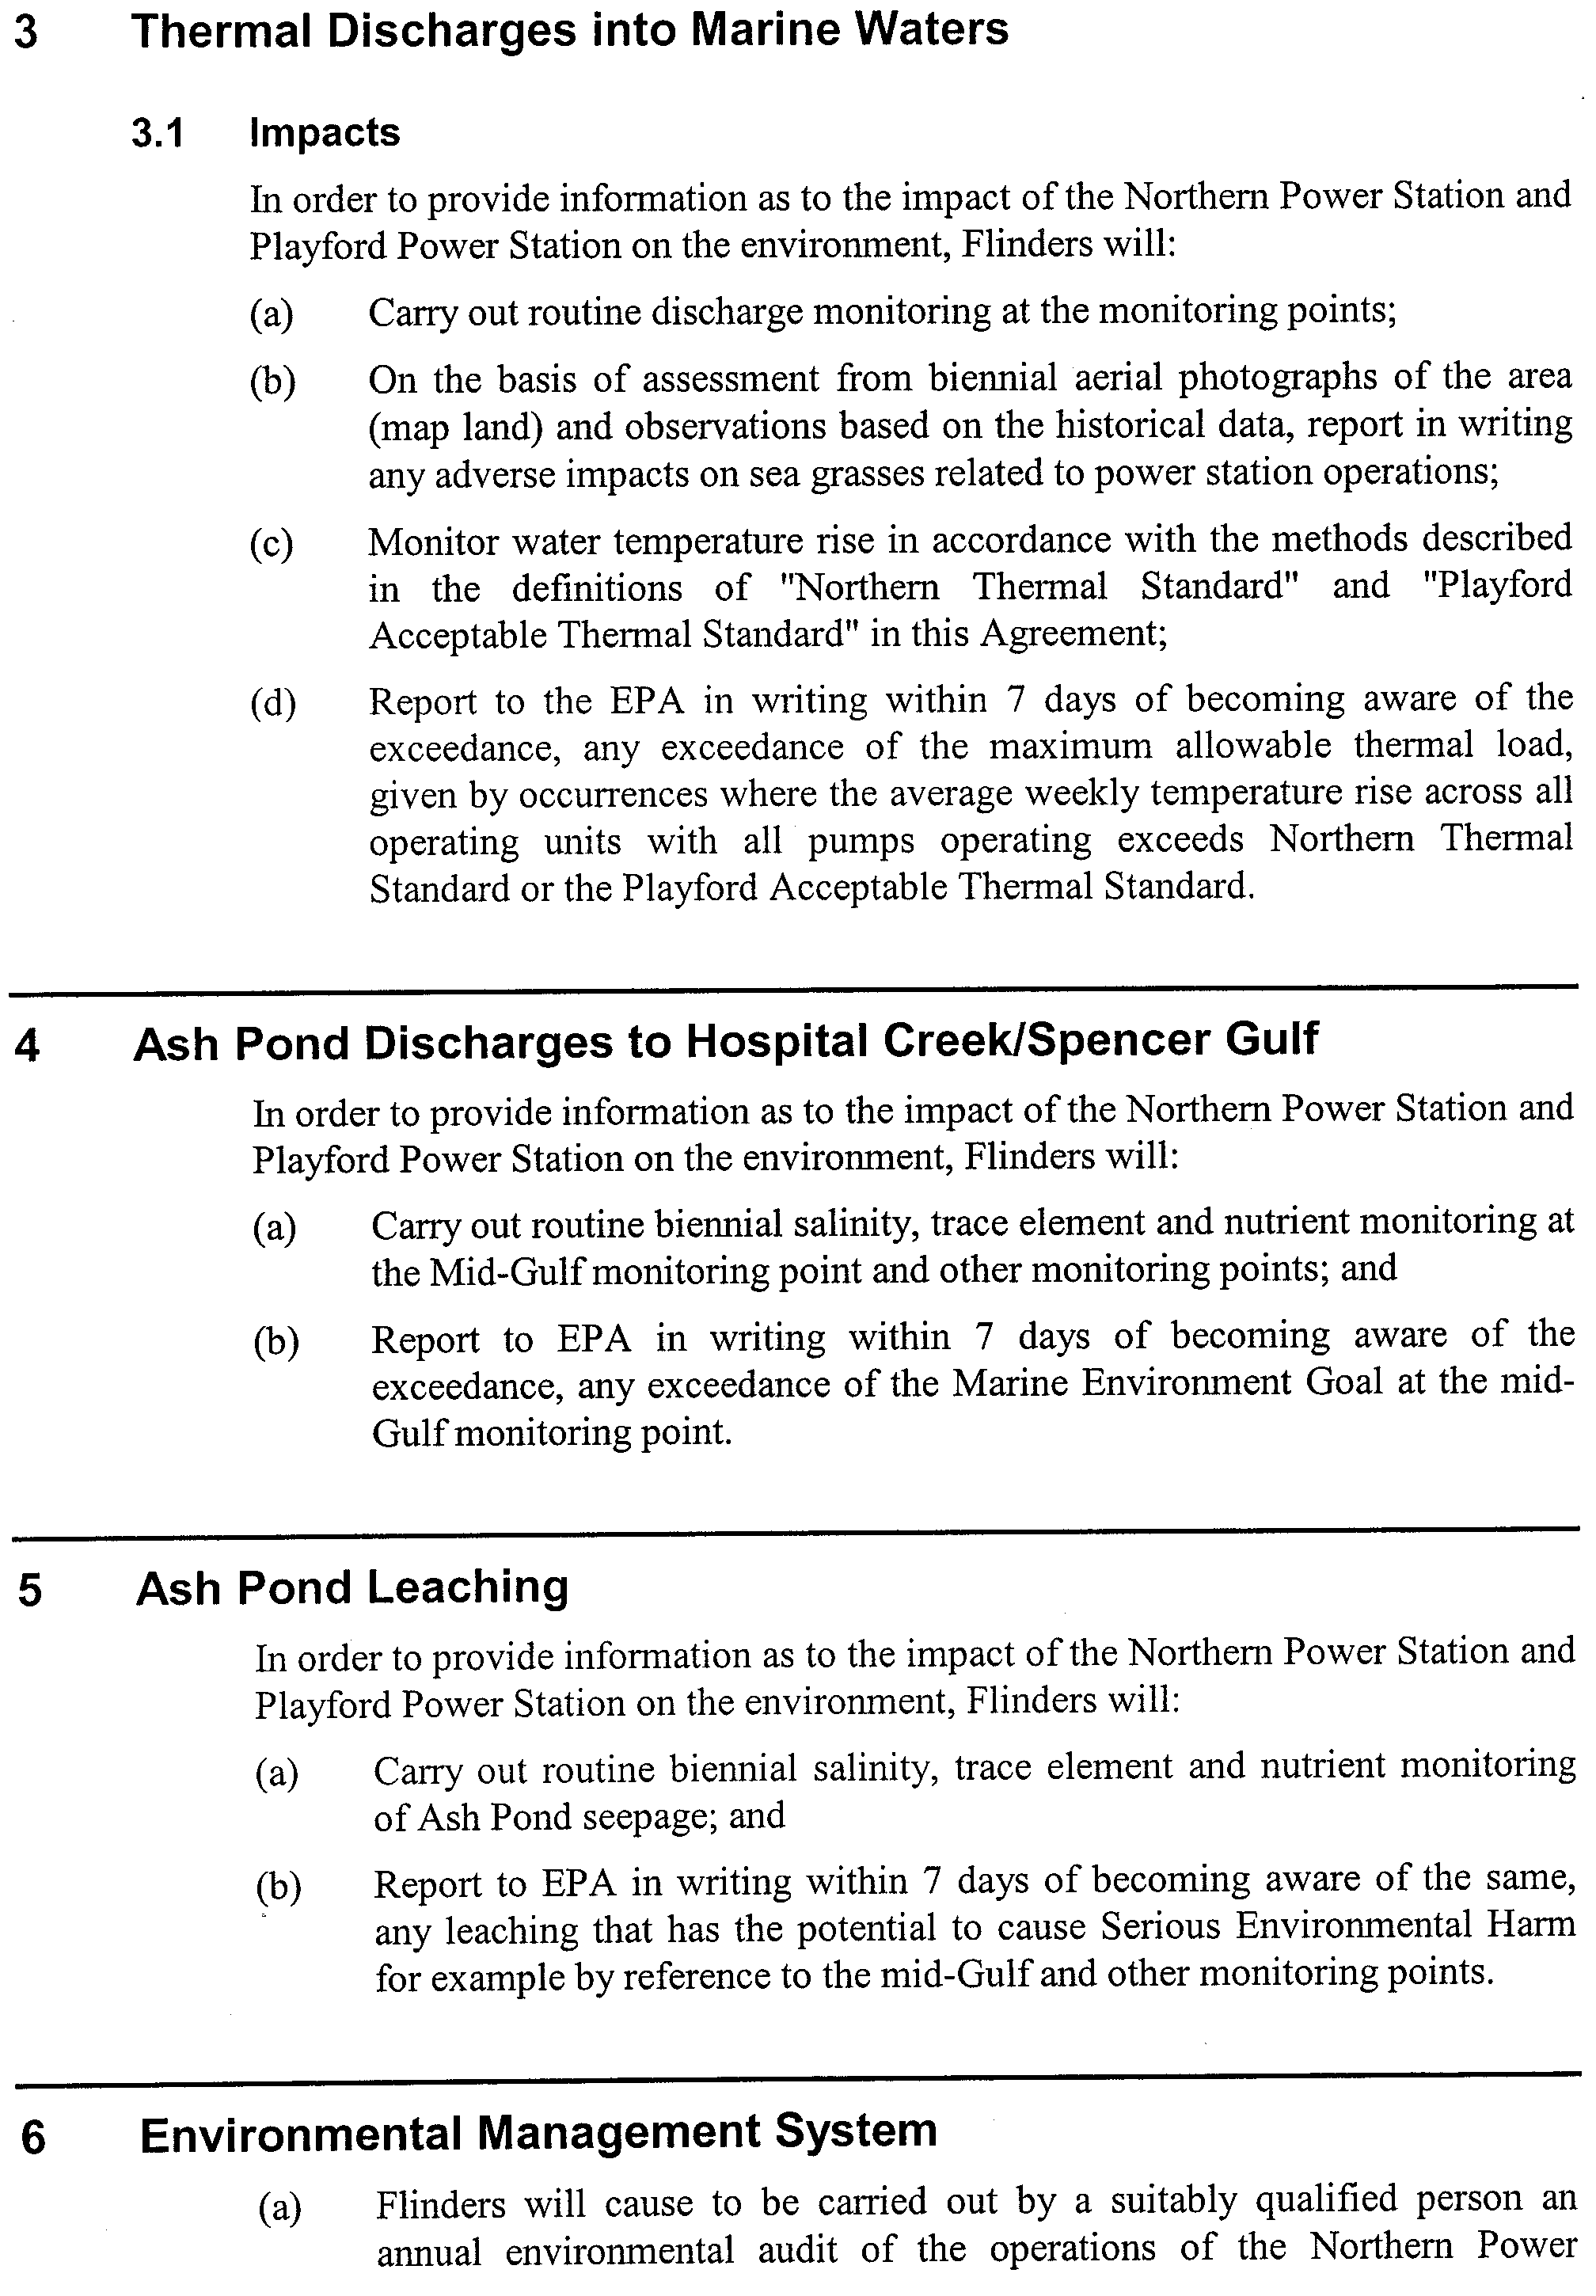 3 Thermal Discharges into Marine Waters
3.1 Impacts
In order to provide information as to the impact of the Northern Power Station and
Playford Power Station on the environment, Flinders will:
(a) Carry out routine discharge monitoring at the monitoring points;
(b) On the basis of assessment from biennial aerial photographs of the area
(map land) and observations based on the historical data, report in writing
any adverse impacts on sea grasses related to power station operations;
(c) Monitor water temperature rise in accordance with the methods described
in the definitions of "Northern Thermal Standard" and "Playford
Acceptable Thermal Standard" in this Agreement;
(d) Report to the EPA in writing within 7 days of becoming aware of the
exceedance, any exceedance of the maximum allowable thermal load,
given by occurrences where the average weekly temperature rise across all
operating units with all pumps operating exceeds Northern Thermal
Standard or the Playford Acceptable Thermal Standard.
4 Ash Pond Discharges to Hospital Creek/Spencer Gulf
In order to provide information as to the impact of the Northern Power Station and
Playford Power Station on the environment, Flinders will:
(a) Carry out routine biennial salinity, trace element and nutrient monitoring at
the Mid-Gulf monitoring point and other monitoring points; and
(b) Report to EPA in writing within 7 days of becoming aware of the
exceedance, any exceedance of the Marine Environment Goal at the mid-
Gulf monitoring point.
5 Ash Pond Leaching
In order to provide information as to the impact of the Northern Power Station and
Playford Power Station on the environment, Flinders will:
(a) Carry out routine biennial salinity, trace element and nutrient monitoring
of Ash Pond seepage; and
(b) Report to EPA in writing within 7 days of becoming aware of the same,
any leaching that has the potential to cause Serious Environmental Harm
for example by reference to the mid-Gulf and other monitoring points.
6 Environmental Management System
(a) Flinders will cause to be carried out by a suitably qualified person an
annual environmental audit of the operations of the Northern Power